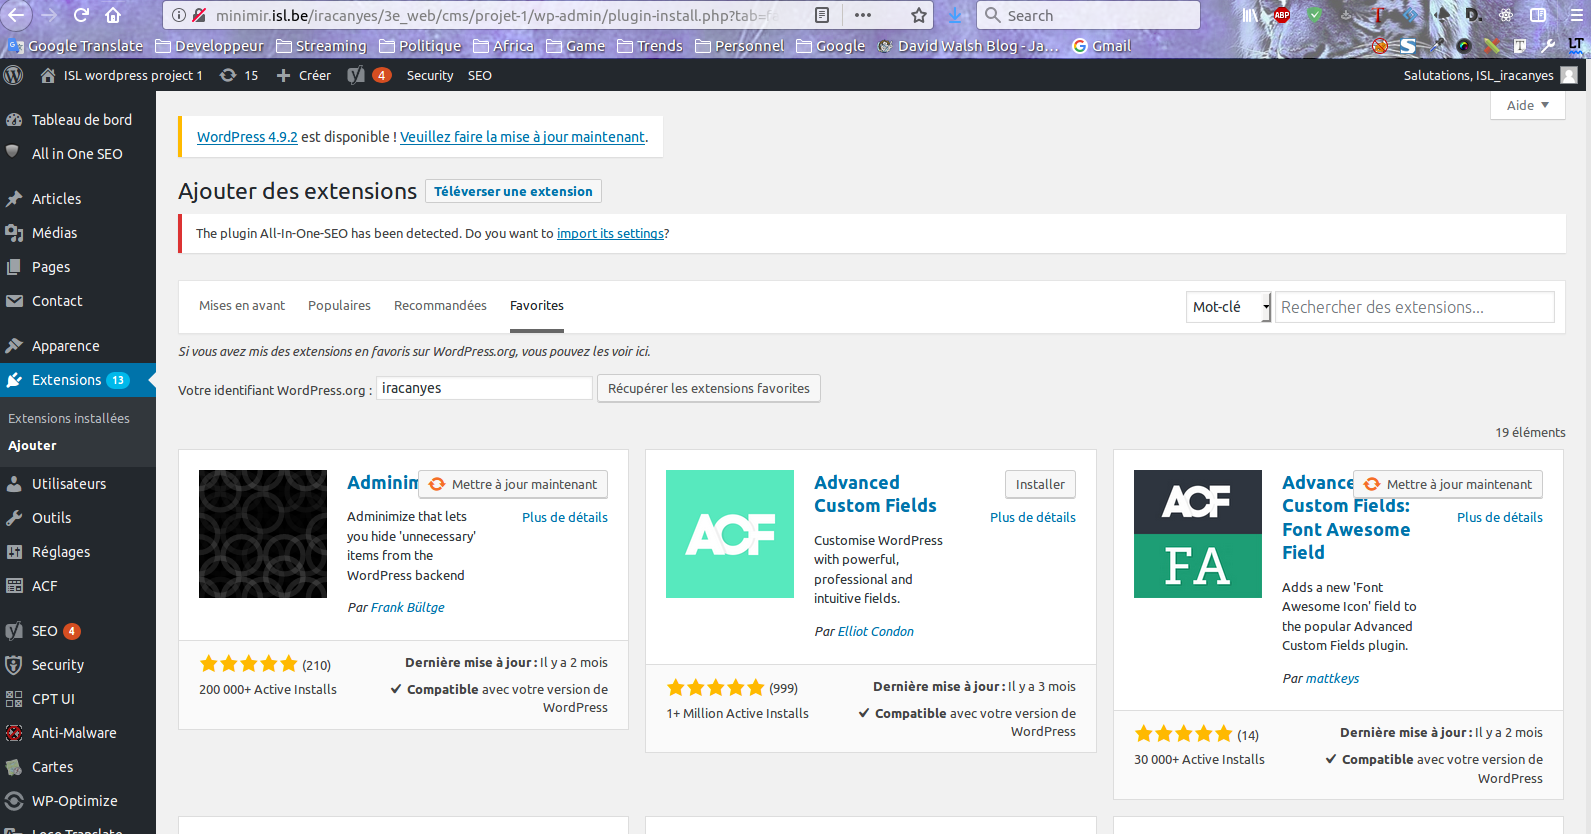 minimir.isl.be/iracanyes/3e_web/cms/projet-1/wp-admin/plugin-install.php?tab=fa
Search
ABP
Google Translate Developpeur Streaming Politique Africa Game Trends Personnel Google David Walsh Blog - Ja... Gmail
ISL wordpress project 1 15 Créer 4 Security SEO
Salutations, ISL_iracanyes
Aide
Tableau de bord
All in One SEO
Articles
Médias
Pages
Contact
Apparence
Extensions 13
Extensions installées
Ajouter
Utilisateurs
Outils
Réglages
ACF
SEO 4
Security
CPT UI
Anti-Malware
Cartes
WP-Optimize
Loco Translate
WordPress 4.9.2 est disponible ! Veuillez faire la mise à jour maintenant.
Ajouter des extensions Téléverser une extension
The plugin All-In-One-SEO has been detected. Do you want to import its settings?
Mises en avant Populaires Recommandées Favorites
Mot-clé Rechercher des extensions...
Si vous avez mis des extensions en favoris sur WordPress.org, vous pouvez les voir ici.
Votre identifiant WordPress.org : iracanyes Récupérer les extensions favorites
19 éléments
Adminim
Mettre à jour maintenant
Plus de détails
Adminimize that lets
you hide 'unnecessary'
items from the
WordPress backend
Par Frank Bültge
(210)
200 000+ Active Installs
Dernière mise à jour : Il y a 2 mois
Compatible avec votre version de
WordPress
ACF
Advanced
Custom Fields
Installer
Plus de détails
Customise WordPress
with powerful,
professional and
intuitive fields.
Par Elliot Condon
(999)
1+ Million Active Installs
Dernière mise à jour : Il y a 3 mois
Compatible avec votre version de
WordPress
ACF
FA
Advance
Custom Fields:
Font Awesome
Field
Mettre à jour maintenant
Plus de détails
Adds a new 'Font
Awesome Icon' field to
the popular Advanced
Custom Fields plugin.
Par mattkeys
(14)
30 000+ Active Installs
Dernière mise à jour : Il y a 2 mois
Compatible avec votre version de
WordPress